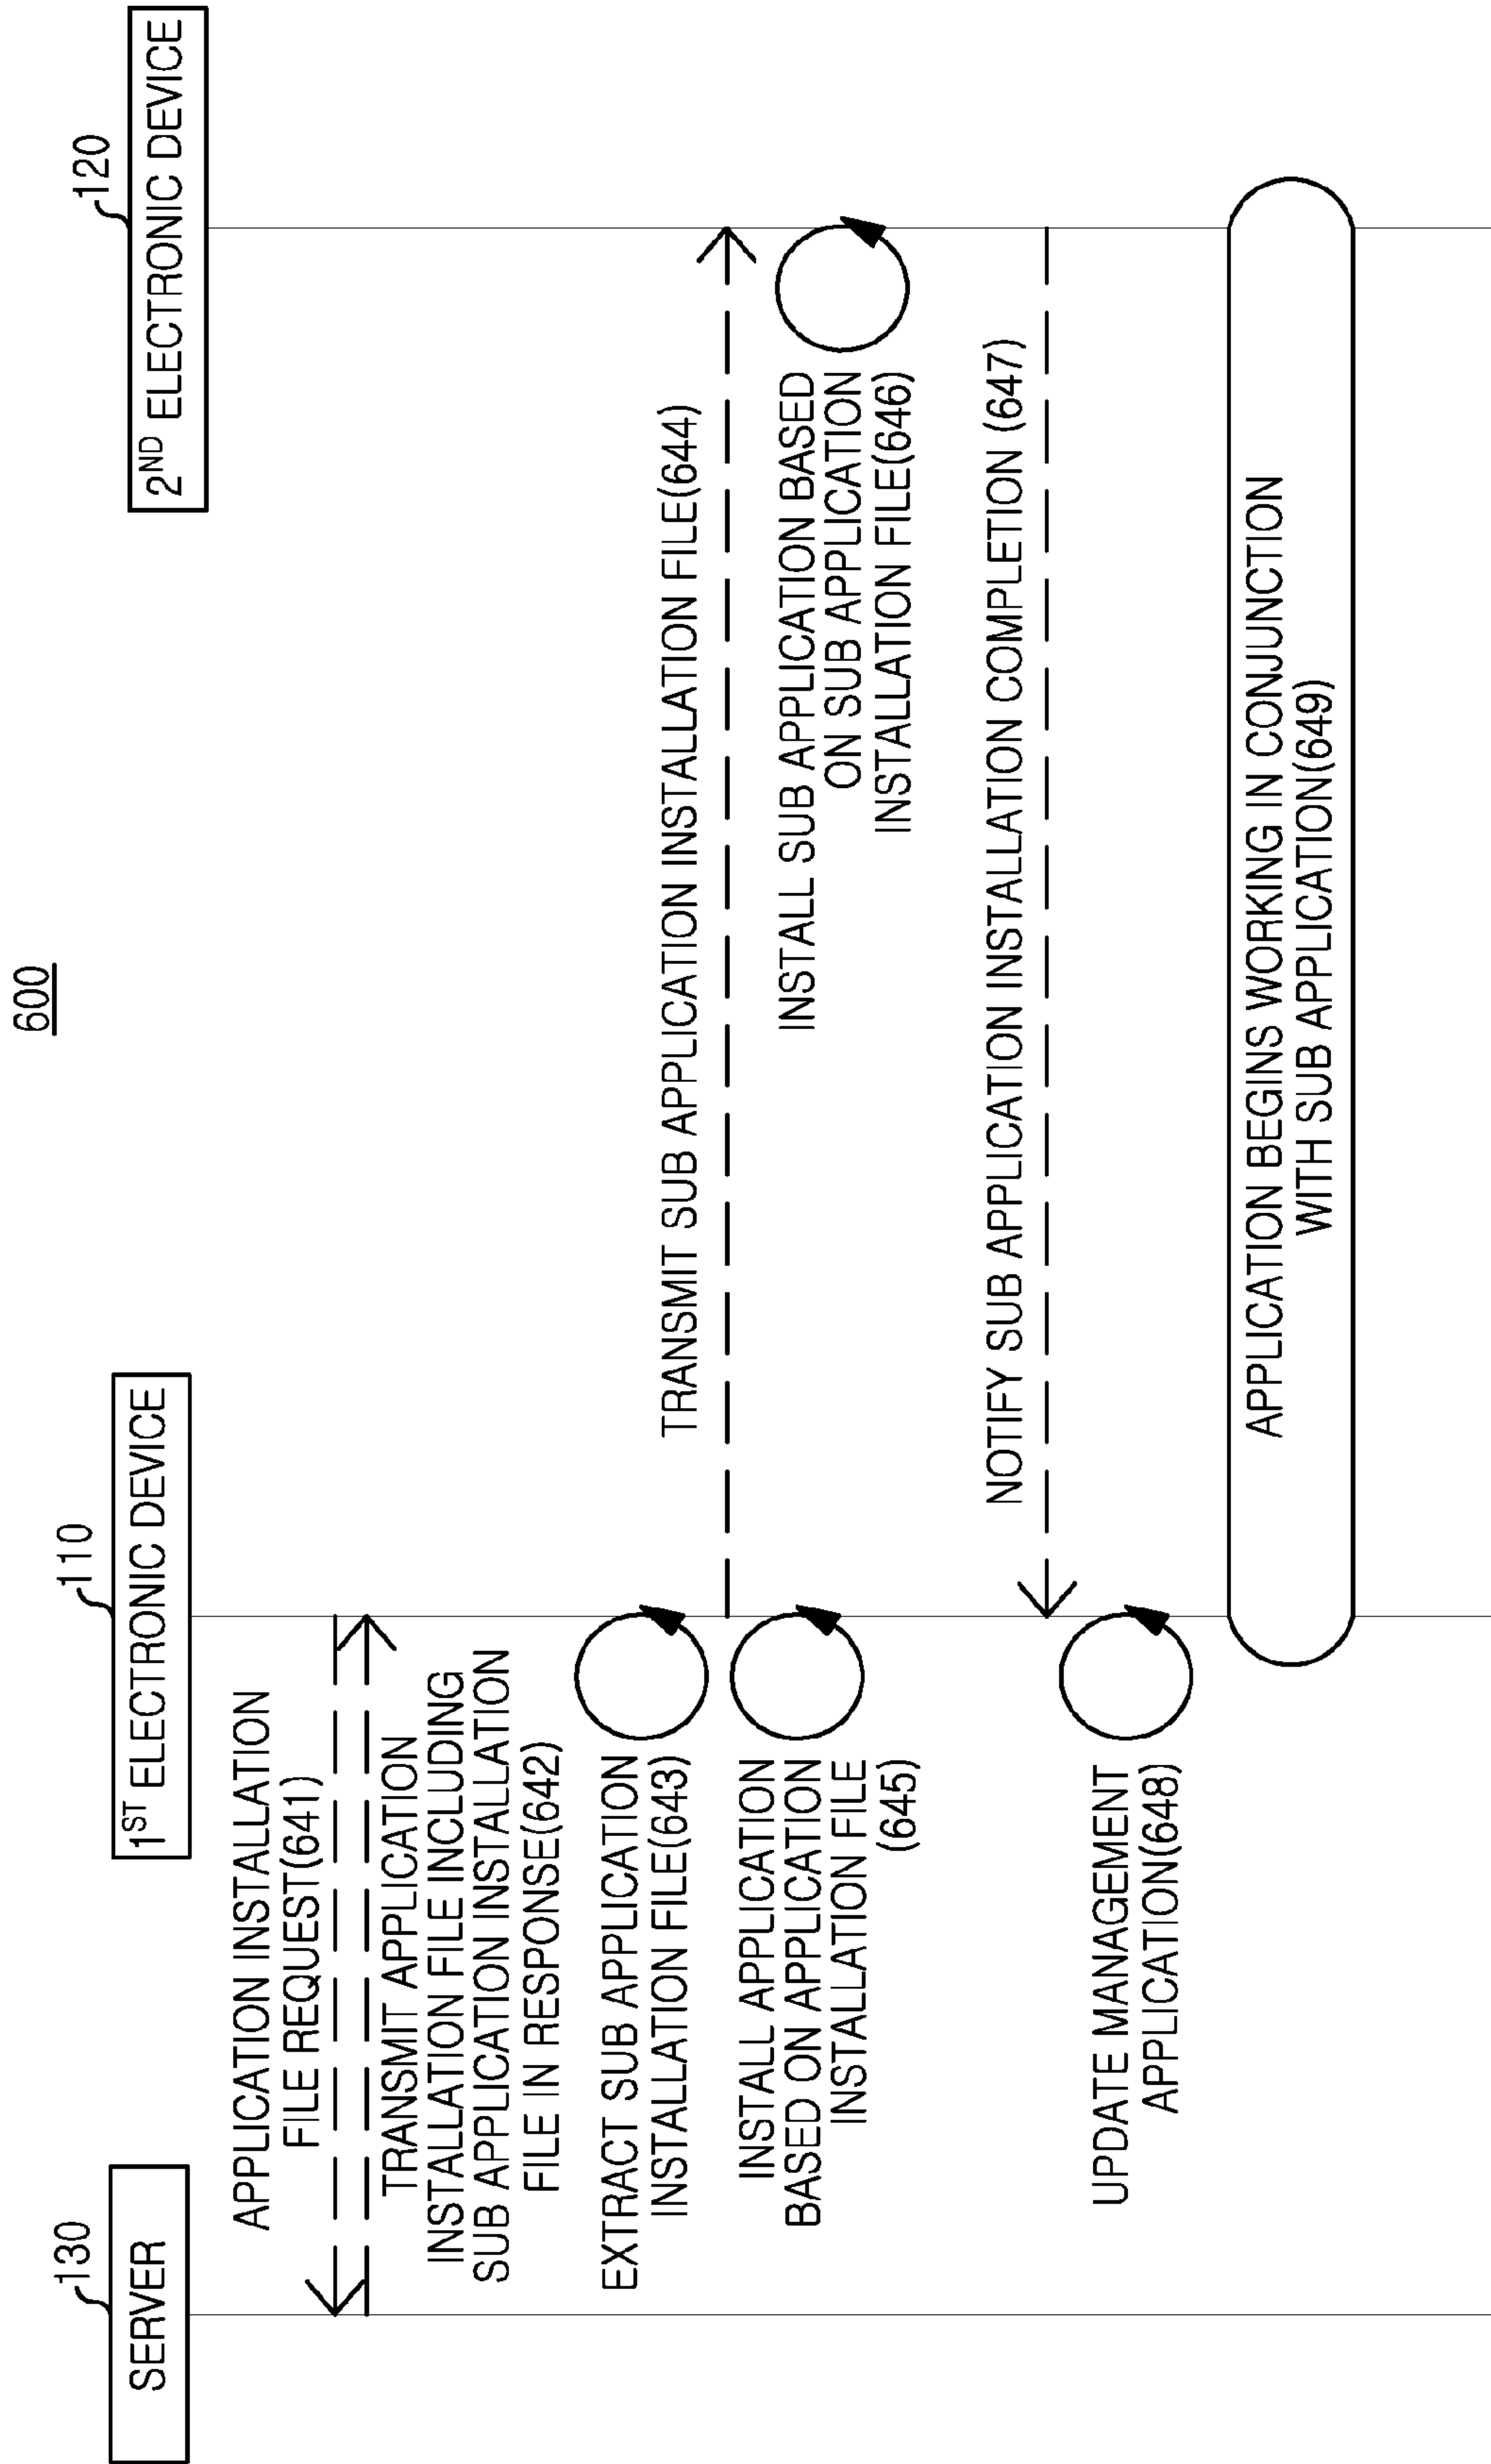 600
130
SERVER
110
1ST ELECTRONIC DEVICE
120
2ND ELECTRONIC DEVICE
APPLICATION INSTALLATION
FILE REQUEST(641)
TRANSMIT APPLICATION
INSTALLATION FILE INCLUDING
SUB APPLICATION INSTALLATION
FILE IN RESPONSE(642)
EXTRACT SUB APPLICATION
INSTALLATION FILE(643)
TRANSMIT SUB APPLICATION INSTALLATION FILE(644)
INSTALL APPLICATION
BASED ON APPLICATION
INSTALLATION FILE
(645)
INSTALL SUB APPLICATION BASED
ON SUB APPLICATION
INSTALLATION FILE(646)
NOTIFY SUB APPLICATION INSTALLATION COMPLETION (647)
UPDATE MANAGEMENT
APPLICATION(648)
APPLICATION BEGINS WORKING IN CONJUNCTION
WITH SUB APPLICATION(649)